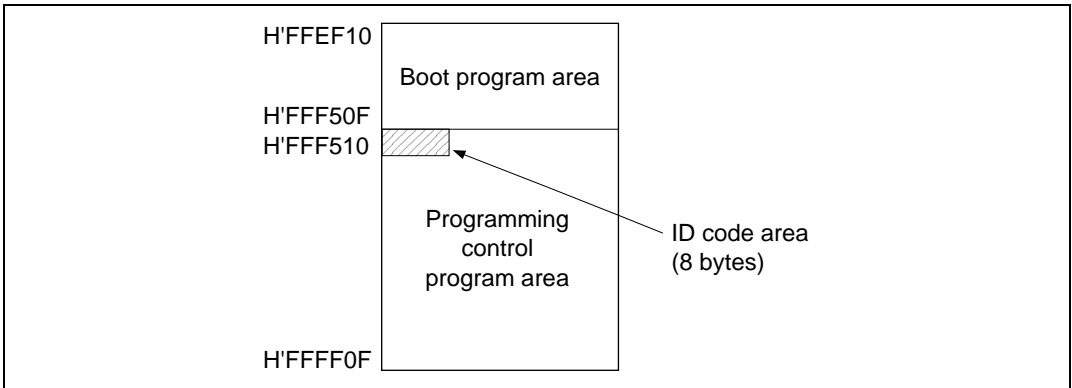 H'FFEF10
Boot program area
H'FFF50F
H'FFF510
Programming
control
program area
ID code area
(8 bytes)
H'FFFF0F